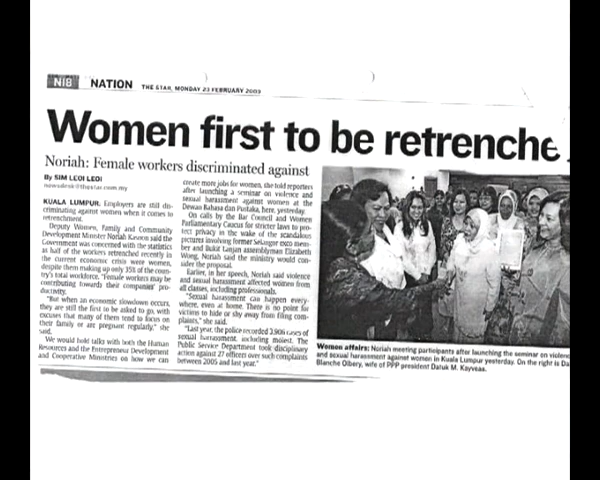 N18 NATION THE STAR, MONDAY 23 FEBRUARY 2009
Women first to be retrenche
Noriah: Female workers discriminated against
By SIM LEOI LEOI
newsdesk@thestar.com.my
KUALA LUMPUR: Employers are still dis-
criminating against women when it comes to
retrenchment.
Deputy Women, Family and Community
Development Minister Noriah Kasnon said the
Government was concerned with the statistics
as half of the workers retrenched recently in
the current economic crisis were women,
despite them making up only 35% of the coun-
try's total workforce. "Female workers may be
contributing towards their companies' pro-
ductivity.
"But when an economic slowdown occurs,
they are still the first to be asked to go, with
excuses that many of them tend to focus on
their family or are pregnant regularly," she
said.
We would hold talks with both the Human
Resources and the Entrepreneur Development
and Cooperative Ministries on how we can
create more jobs for women, she told reporters
after launching a seminar on violence and
sexual harassment against women at the
Dewan Bahasa dan Pustaka, here, yesterday.
On calls by the Bar Council and Women
Parliamentary Caucus for stricter laws to pro-
tect privacy in the wake of the scandalous
pictures involving former Selangor exco mem-
ber and Bukit Lanjan assemblyman Elizabeth
Wong, Noriah said the ministry would con-
sider the proposal.
Earlier, in her speech, Noriah said violence
and sexual harassment affected women from
all classes, including professionals.
"Sexual harassment can happen every-
where, even at home. There is no point for
victims to hide or shy away from filing com-
plaints," she said.
"Last year, the police recorded 3,906 cases of
sexual harassment, including molest. The
Public Service Department took disciplinary
action against 27 officers over such complaints
between 2005 and last year."
Women affairs: Noriah meeting participants after launching the seminar on violenc
and sexual harassment against women in Kuala Lumpur yesterday. On the right is Da
Blanche Olbery, wife of PPP president Datuk M. Kayveas.